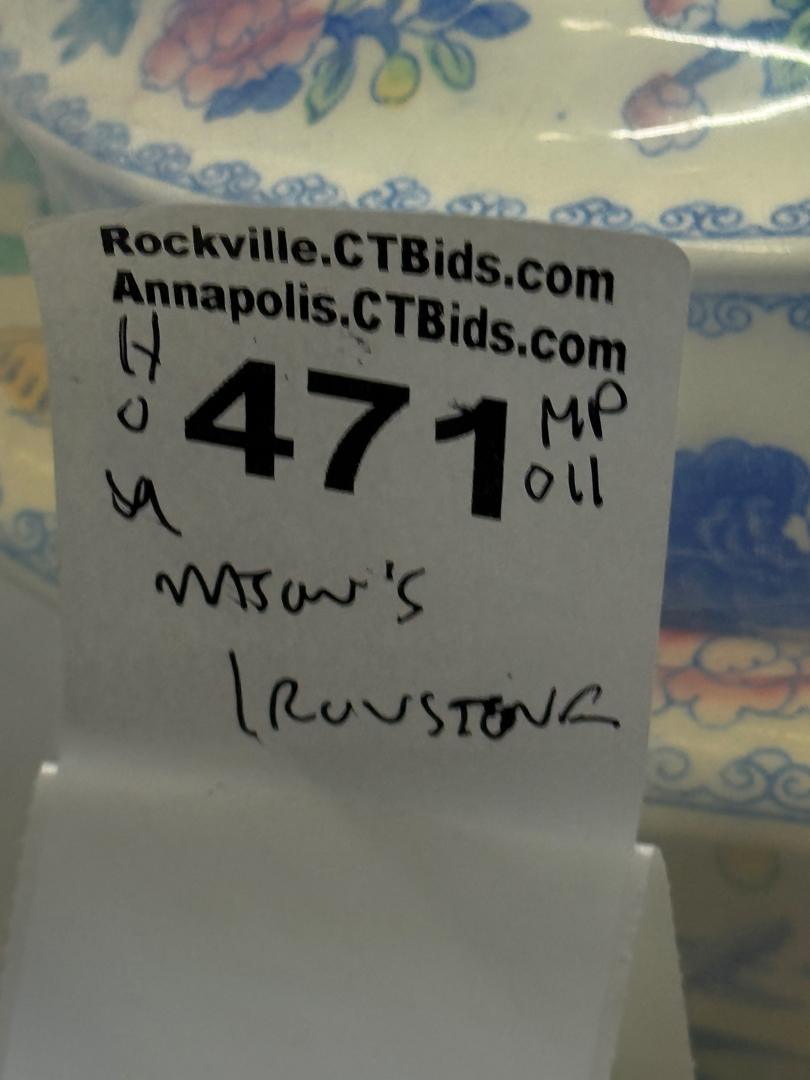 Rockville.CTBids.com
Annapolis.CTBids.com
H
O
471
MP
011
Mason's
IRONSTONE